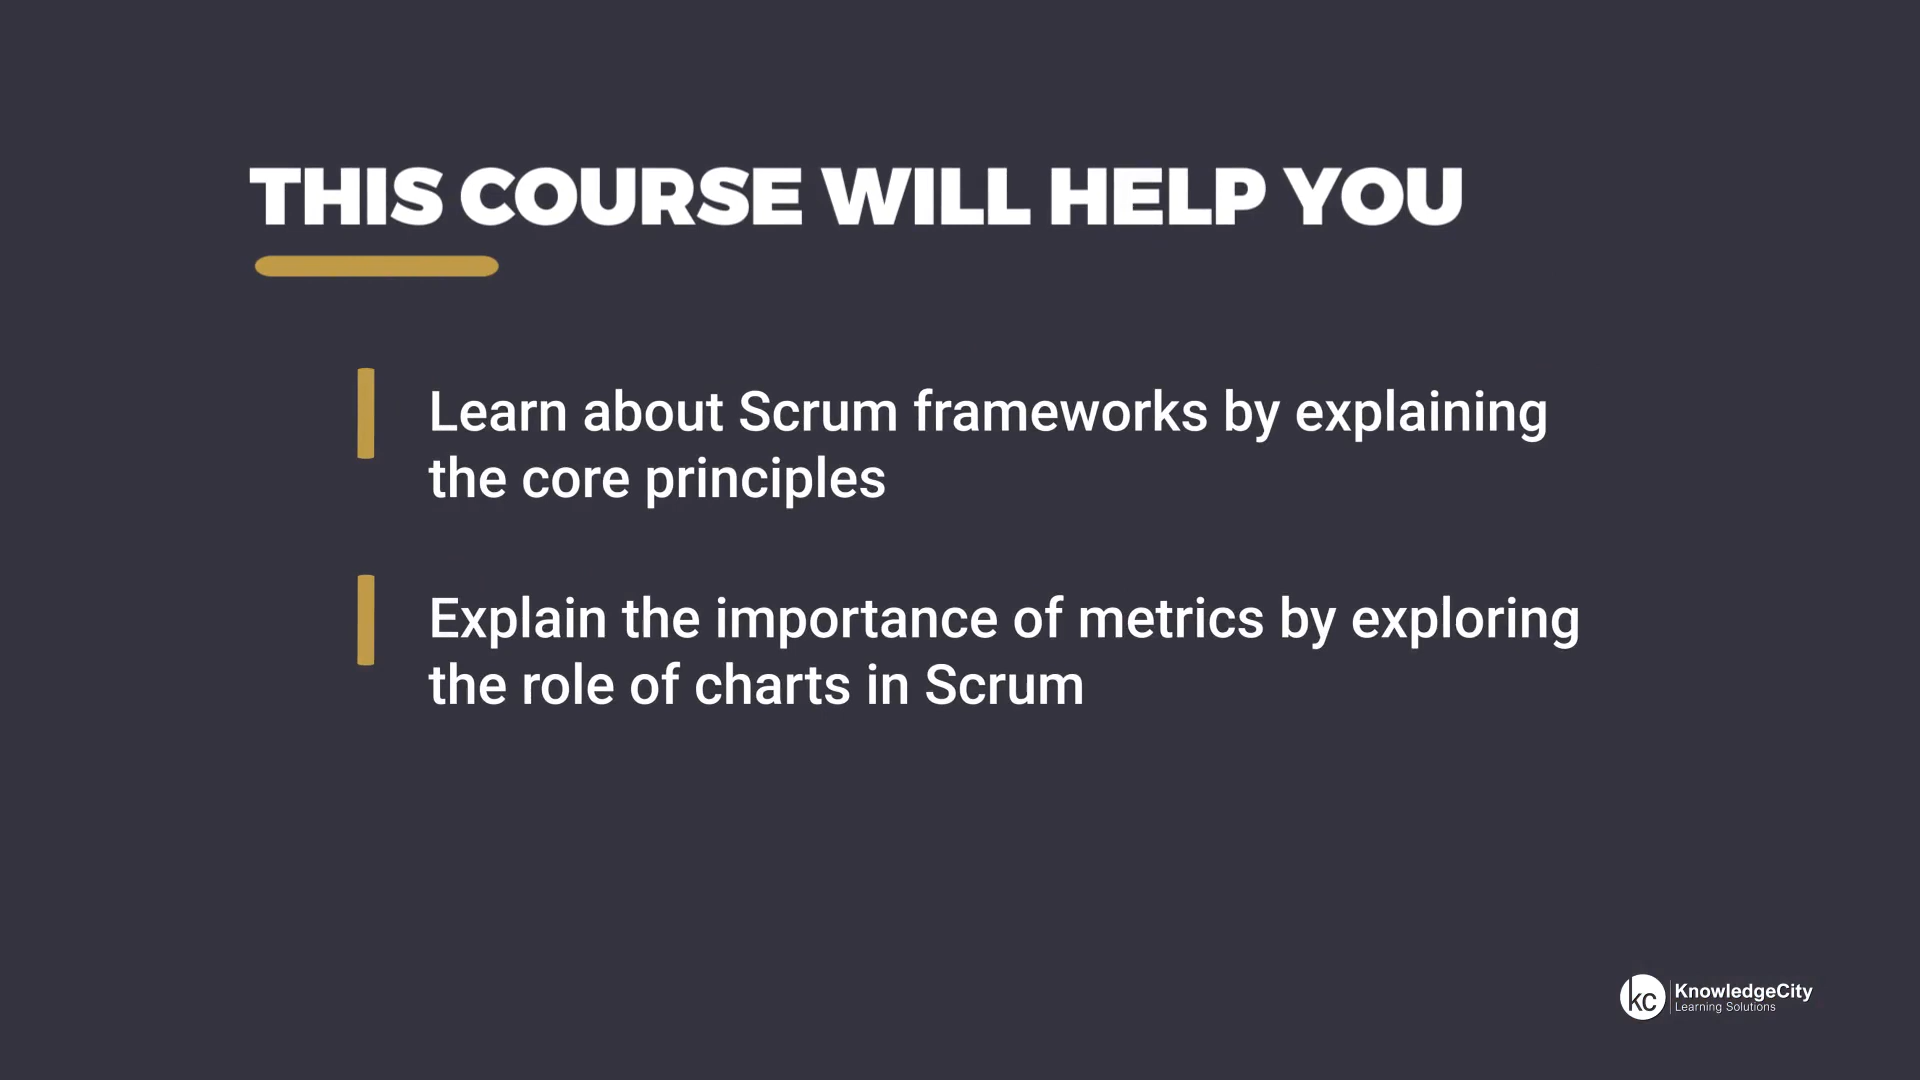 THIS COURSE WILL HELP YOU
Learn about Scrum frameworks by explaining
the core principles
Explain the importance of metrics by exploring
the role of charts in Scrum
kc
KnowledgeCity
Learning Solutions